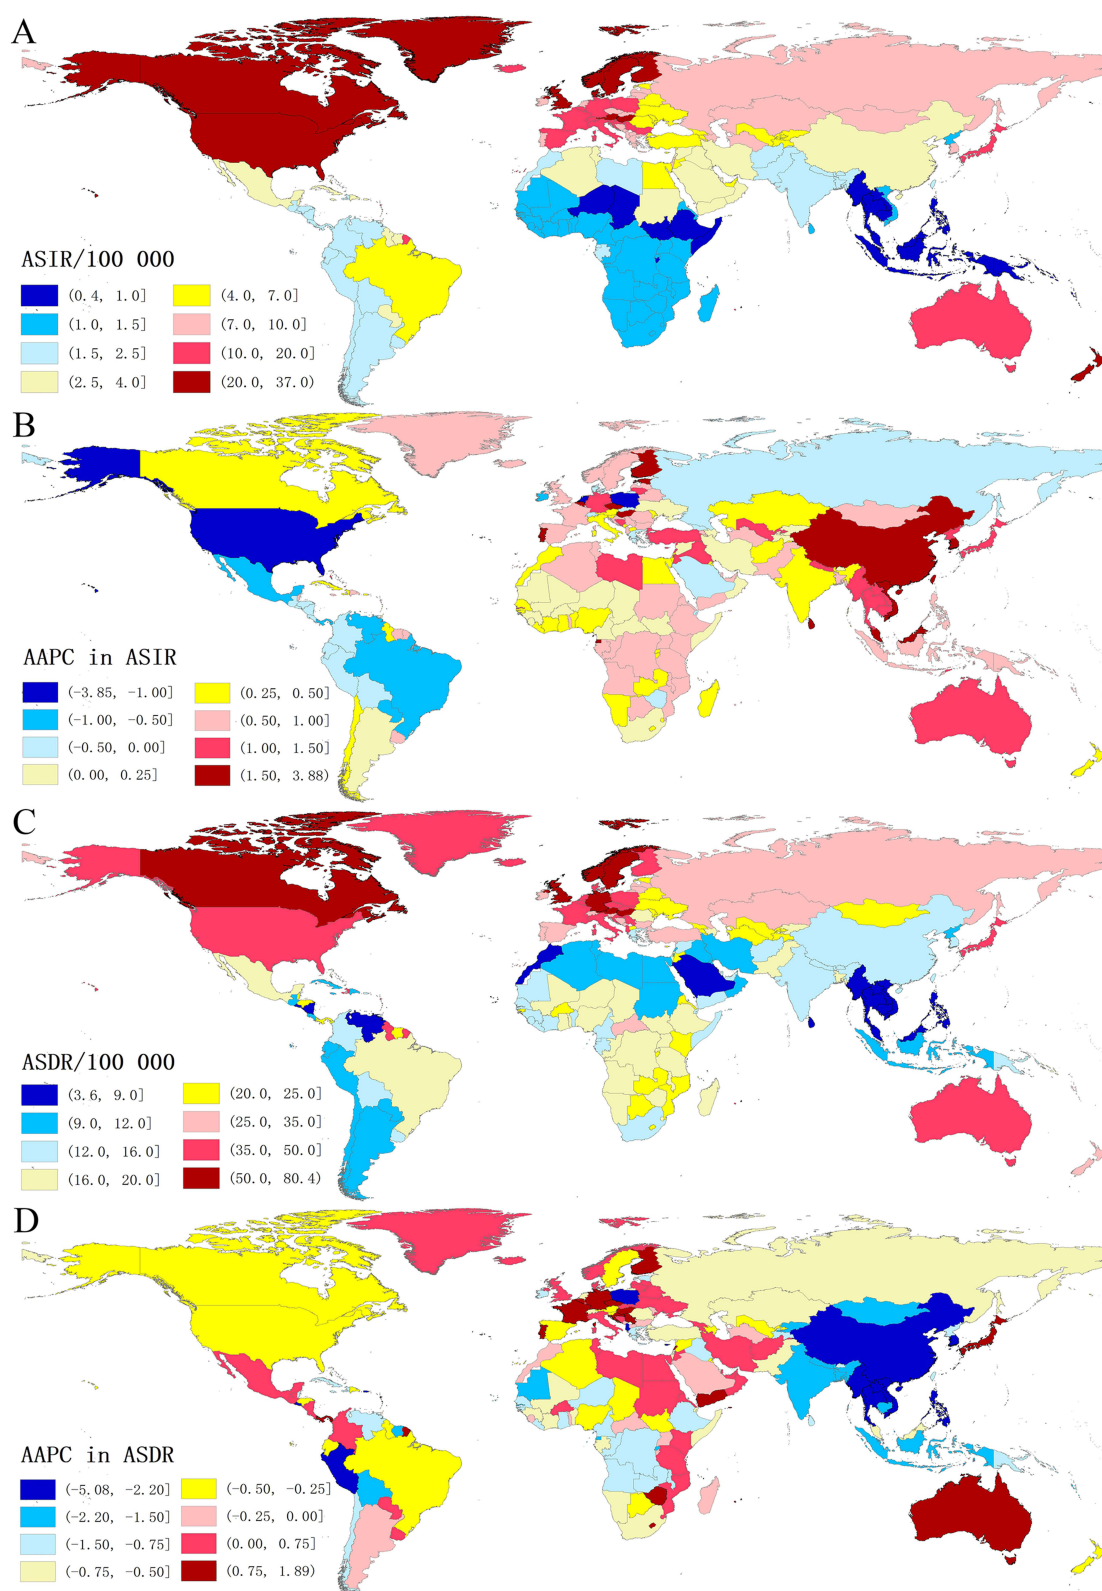 A
ASIR/100 000
(0.4, 1.0] (4.0, 7.0]
(1.0, 1.5] (7.0, 10.0]
(1.5, 2.5] (10.0, 20.0]
(2.5, 4.0] (20.0, 37.0)
B
AAPC in ASIR
(-3.85, -1.00] (0.25, 0.50]
(-1.00, -0.50] (0.50, 1.00]
(-0.50, 0.00] (1.00, 1.50]
(0.00, 0.25] (1.50, 3.88)
C
ASDR/100 000
(3.6, 9.0] (20.0, 25.0]
(9.0, 12.0] (25.0, 35.0]
(12.0, 16.0] (35.0, 50.0]
(16.0, 20.0] (50.0, 80.4)
D
AAPC in ASDR
(-5.08, -2.20] (-0.50, -0.25]
(-2.20, -1.50] (-0.25, 0.00]
(-1.50, -0.75] (0.00, 0.75]
(-0.75, -0.50] (0.75, 1.89)